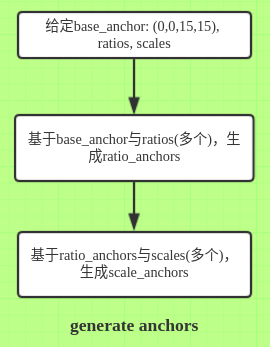 给定base_anchor: (0,0,15,15),
ratios, scales
基于base_anchor与ratios(多个)，生
成ratio_anchors
基于ratio_anchors与scales(多个)，
生成scale_anchors
generate anchors